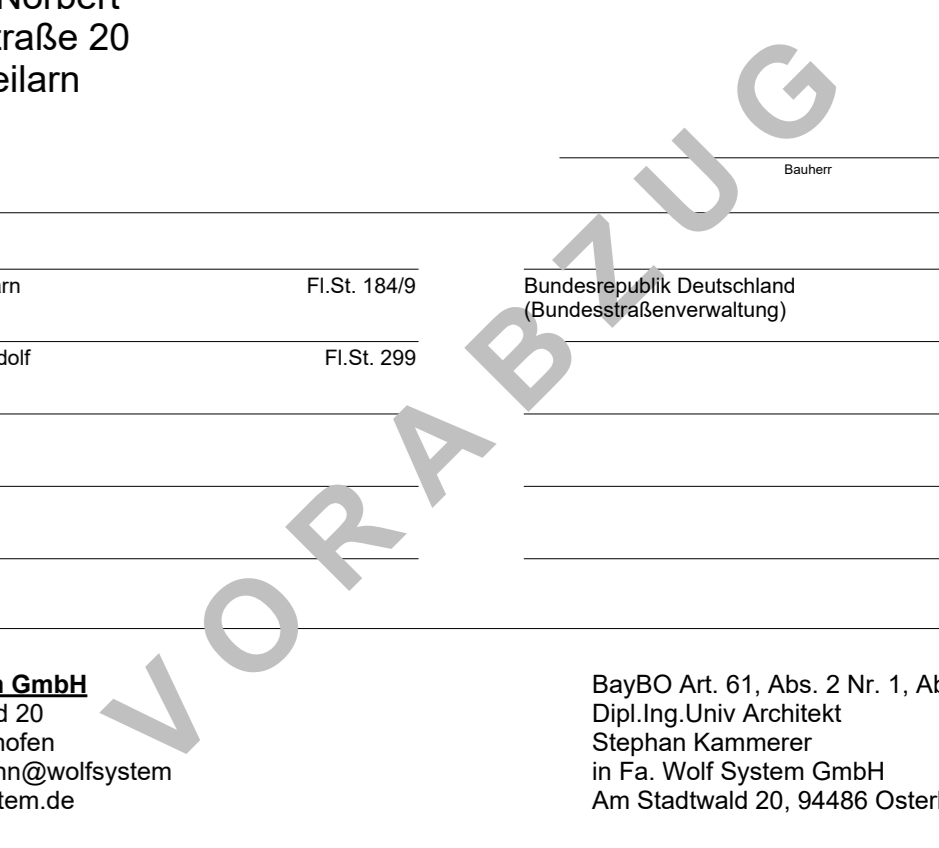 Norbert
traße 20
eilarn
Bauherr
arn Fl.St. 184/9
Bundesrepublik Deutschland
(Bundesstraßenverwaltung)
dolf Fl.St. 299
VORABZUG
GmbH
d 20
hofen
nn@wolfsystem
tem.de
BayBO Art. 61, Abs. 2 Nr. 1, Ab
Dipl.Ing.Univ Architekt
Stephan Kammerer
in Fa. Wolf System GmbH
Am Stadtwald 20, 94486 Oster